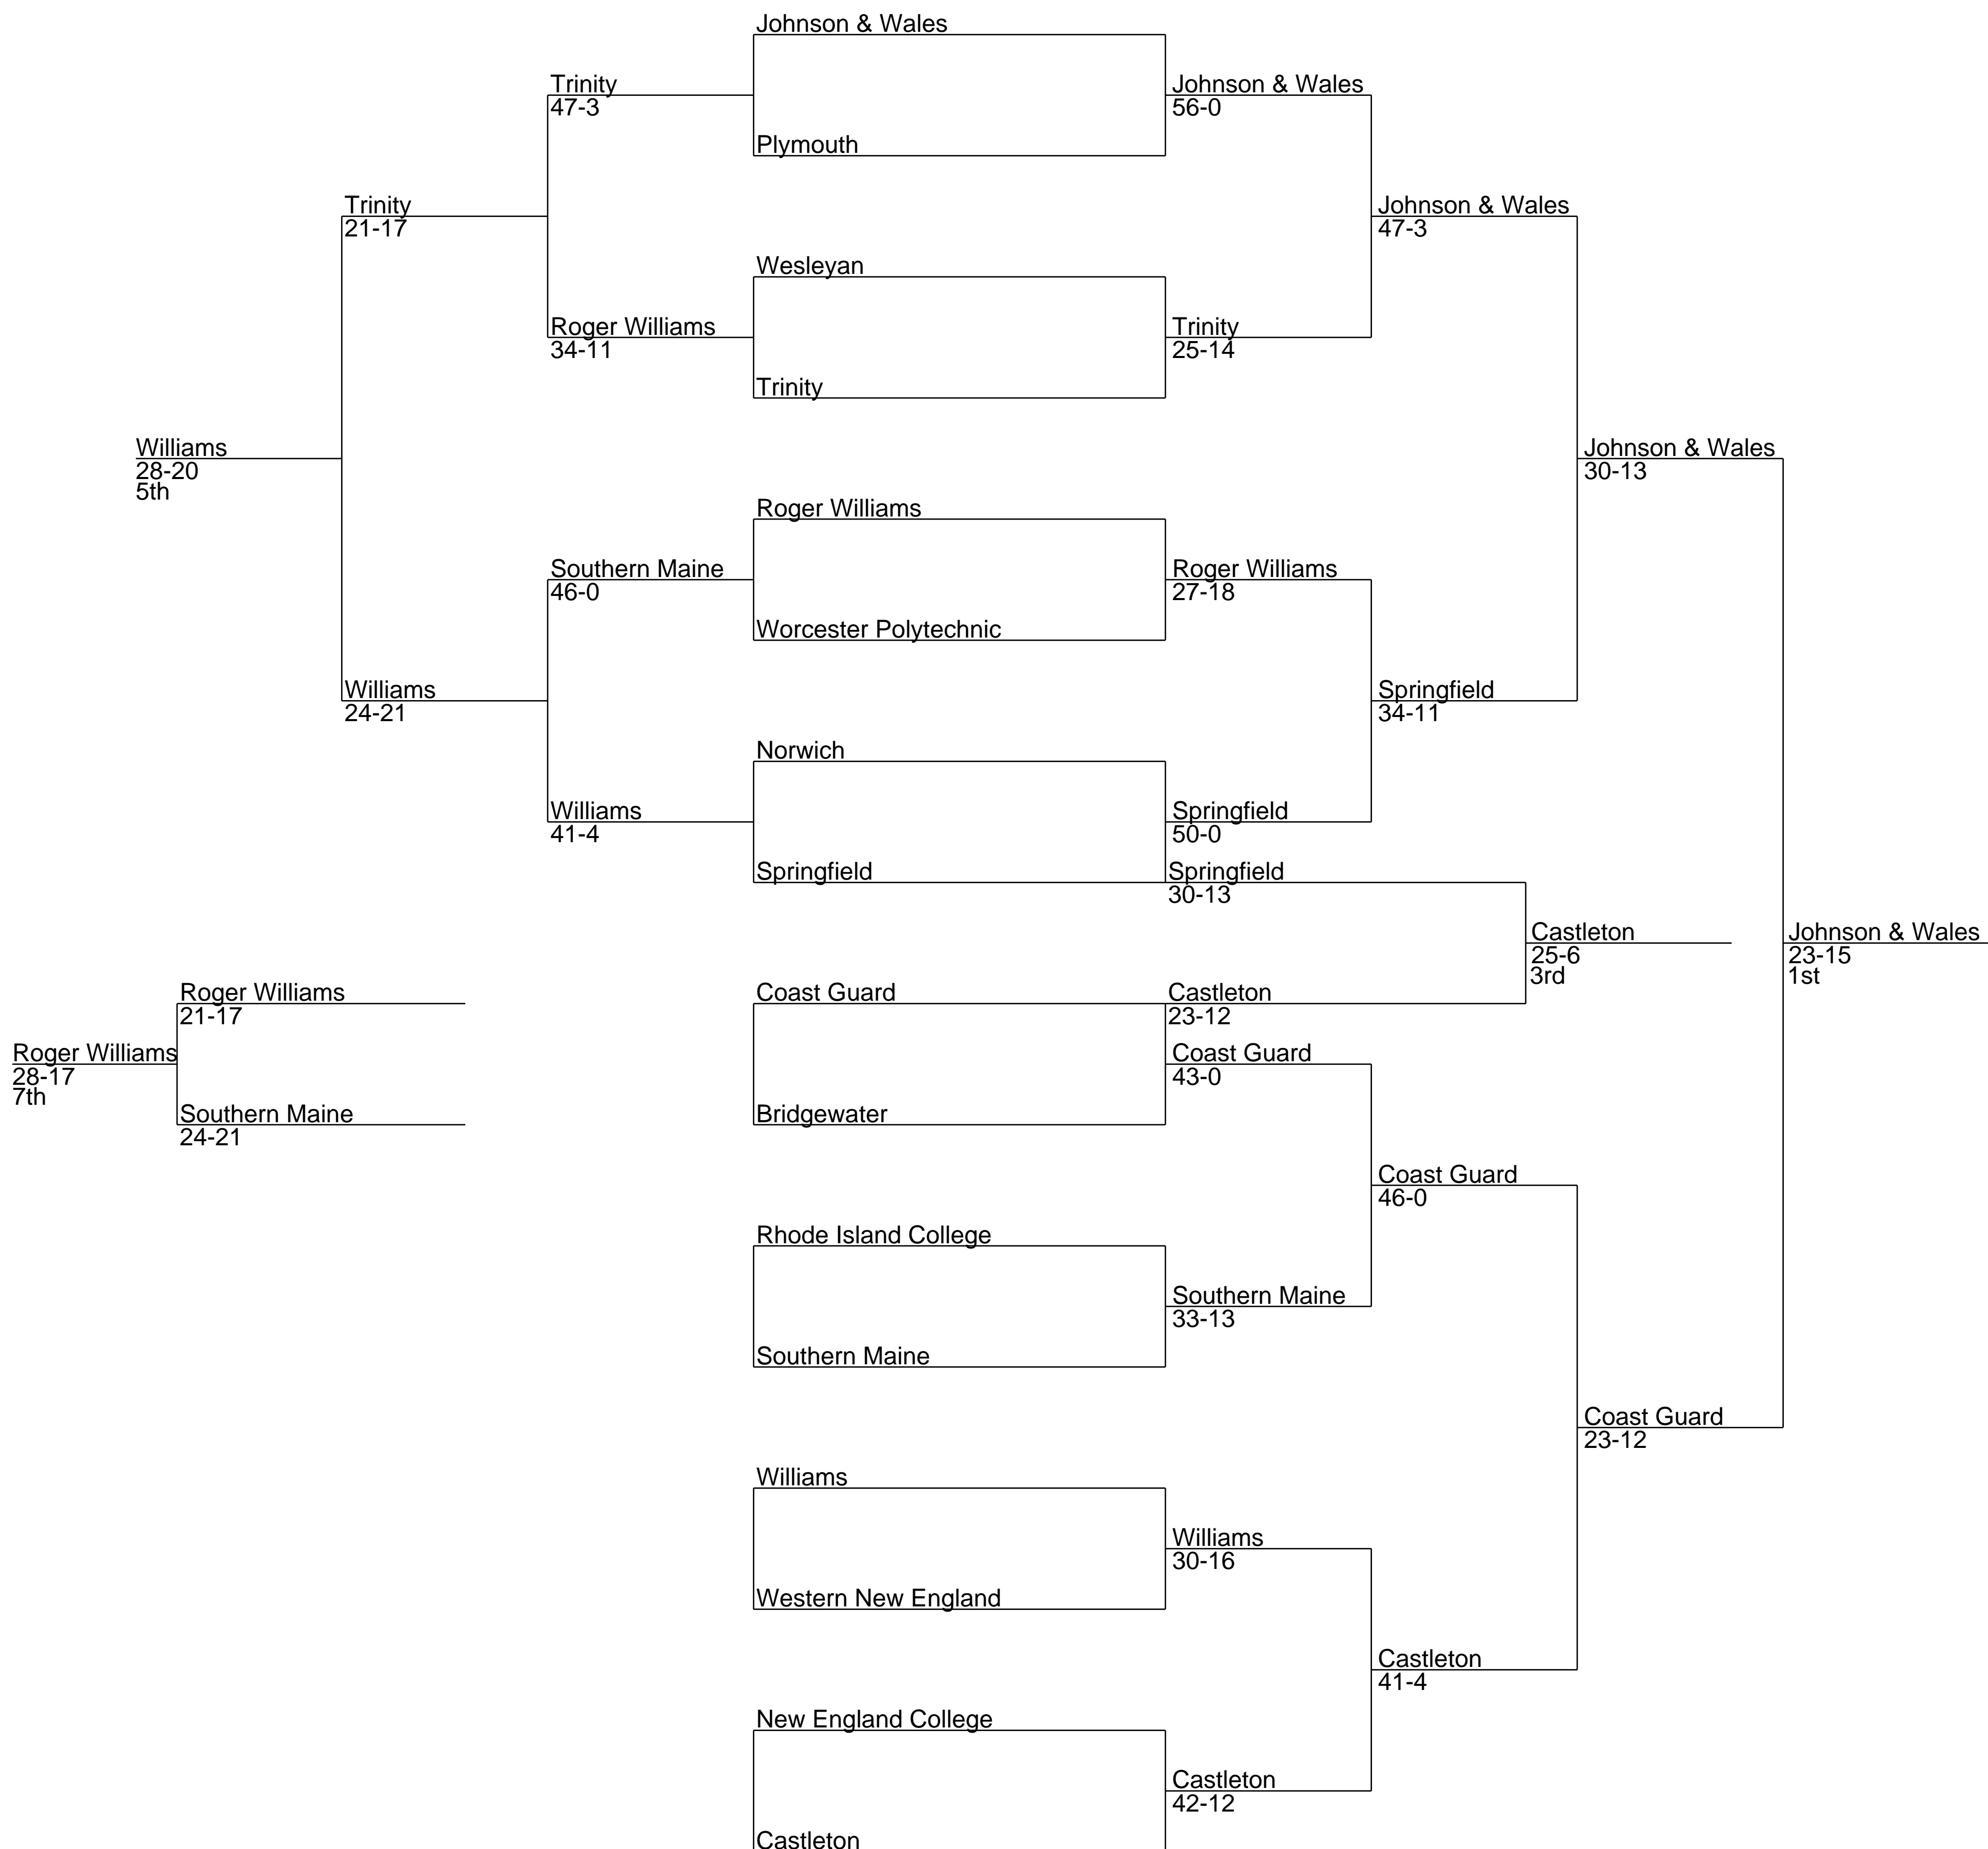 Johnson & Wales
Trinity
47-3
Johnson & Wales
56-0
Plymouth
Trinity
21-17
Johnson & Wales
47-3
Wesleyan
Roger Williams
34-11
Trinity
25-14
Trinity
Williams
28-20
5th
Johnson & Wales
30-13
Roger Williams
Southern Maine
46-0
Roger Williams
27-18
Worcester Polytechnic
Williams
24-21
Springfield
34-11
Norwich
Williams
41-4
Springfield
50-0
Springfield
Springfield
30-13
Castleton
25-6
3rd
Johnson & Wales
23-15
1st
Roger Williams
21-17
Coast Guard
Castleton
23-12
Roger Williams
28-17
7th
Coast Guard
43-0
Southern Maine
24-21
Bridgewater
Coast Guard
46-0
Rhode Island College
Southern Maine
33-13
Southern Maine
Coast Guard
23-12
Williams
Williams
30-16
Western New England
Castleton
41-4
New England College
Castleton
42-12
Castleton